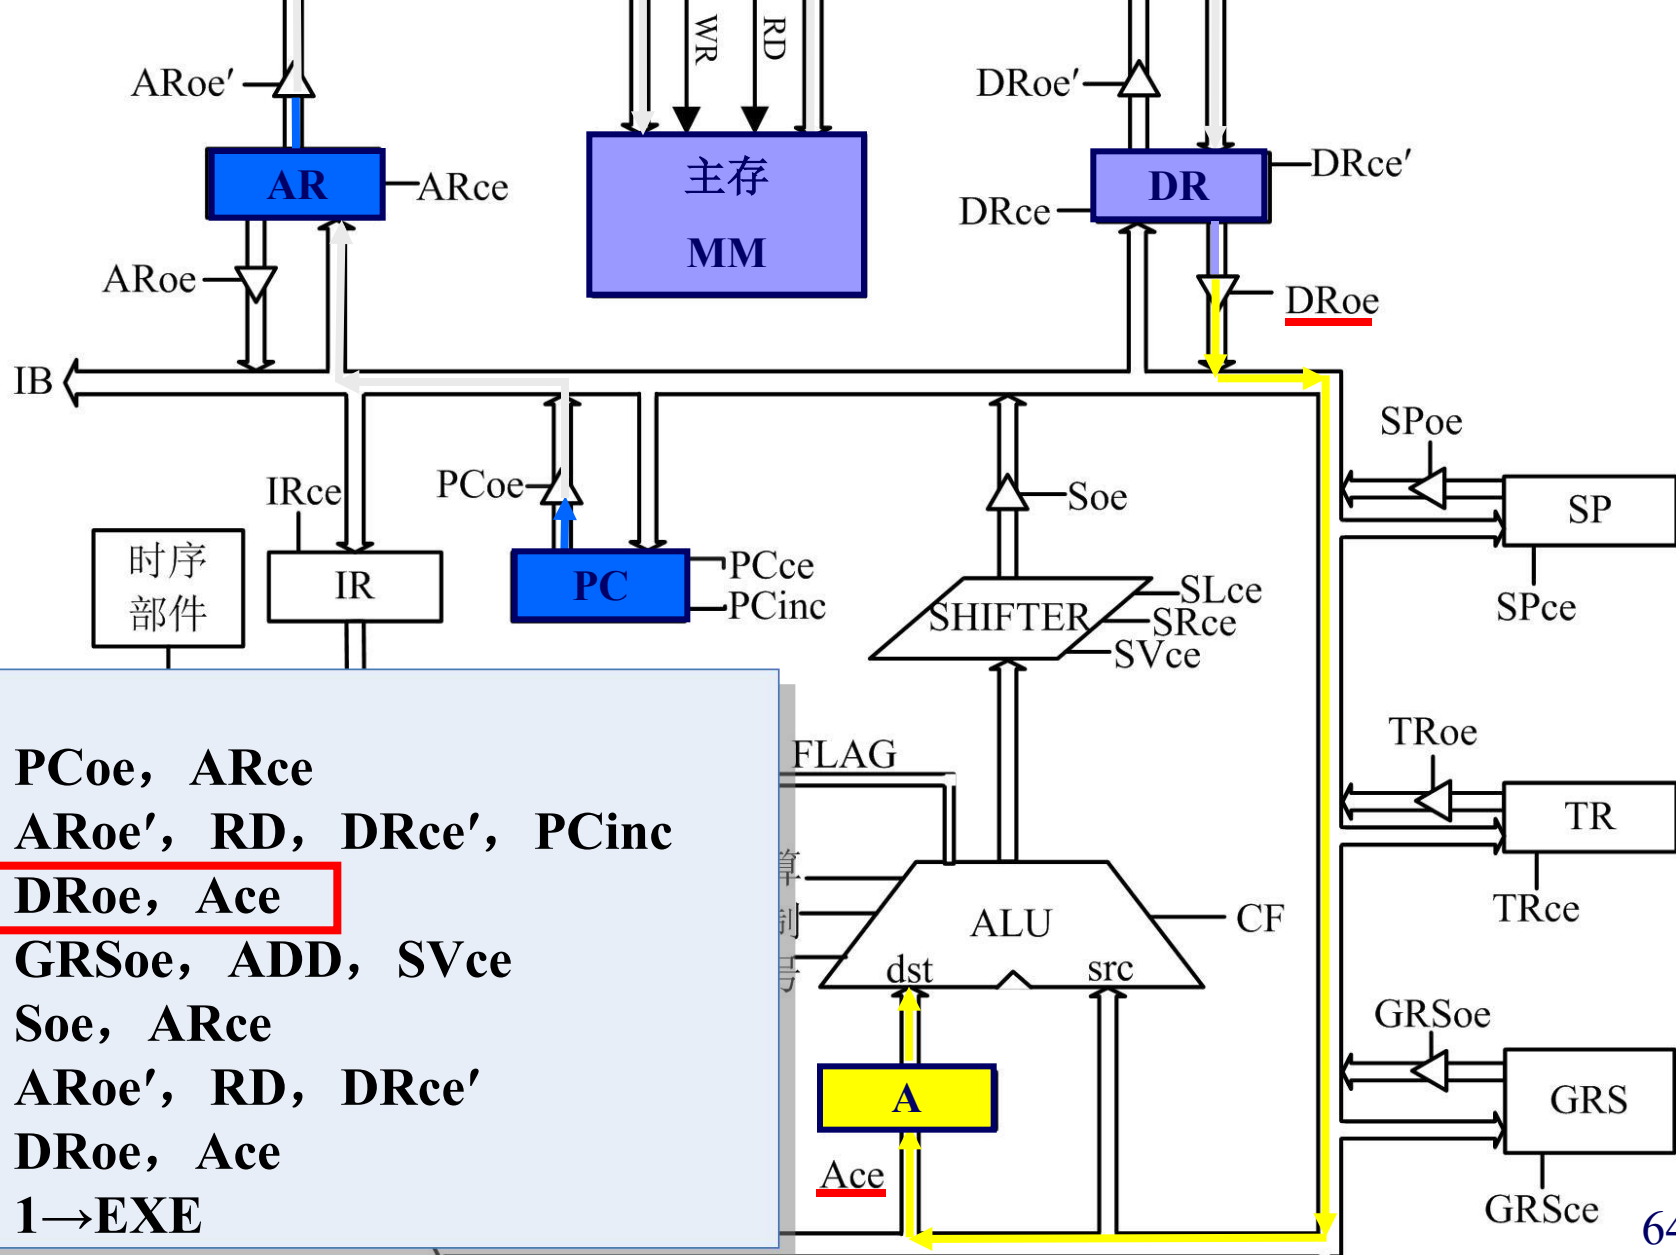 WR
RD
ARoe′
DRoe′
AR
ARce
主存
MM
DR
DRce′
DRce
ARoe
DRoe
IB
SPoe
IRce
PCoe
Soe
SP
时序
部件
IR
PC
PCce
PCinc
SHIFTER
SLce
SRce
SVce
SPce
FLAG
TRoe
TR
TRce
PCoe，ARce
ARoe′，RD，DRce′，PCinc
DRoe，Ace
GRSoe，ADD，SVce
Soe，ARce
ARoe′，RD，DRce′
DRoe，Ace
1→EXE
算
ALU
CF
dst
src
GRSoe
GRS
GRSce
A
Ace